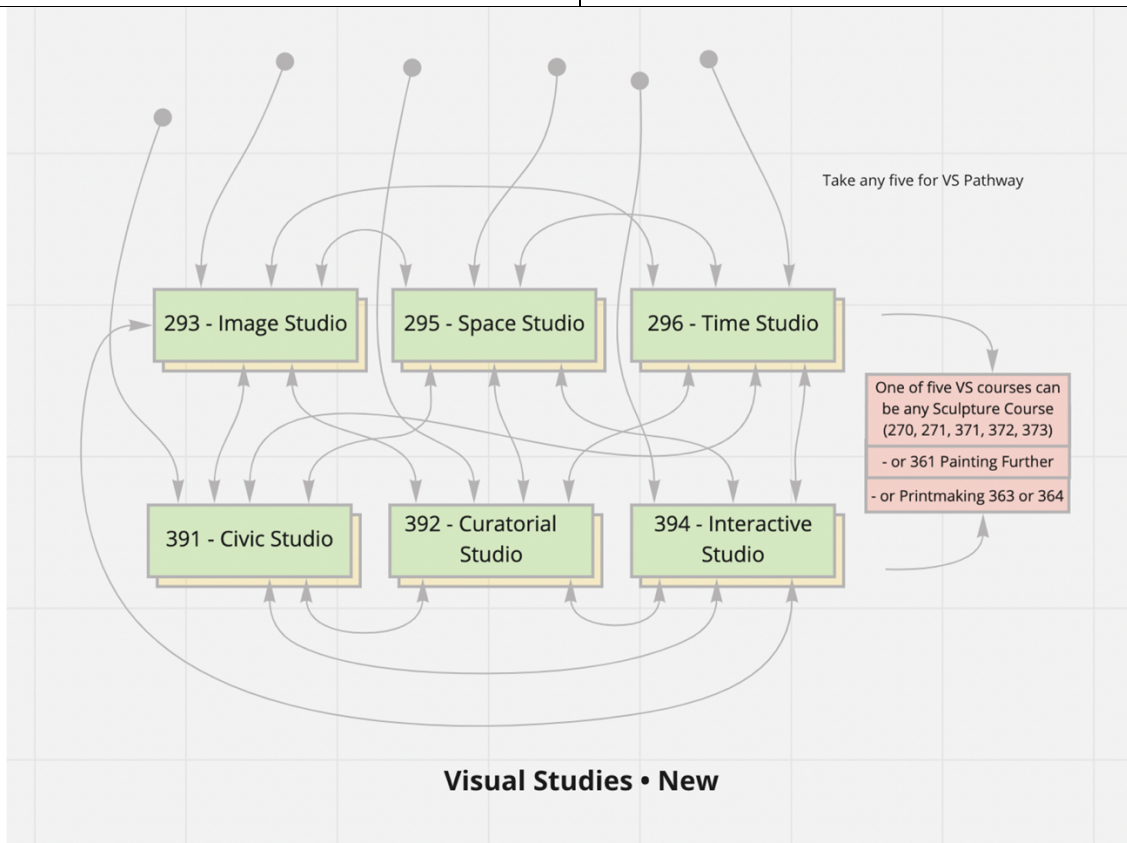 Take any five for VS Pathway
293 - Image Studio
295 - Space Studio
296 - Time Studio
One of five VS courses can
be any Sculpture Course
(270, 271, 371, 372, 373)
- or 361 Painting Further
- or Printmaking 363 or 364
391 - Civic Studio
392 - Curatorial
Studio
394 - Interactive
Studio
Visual Studies • New